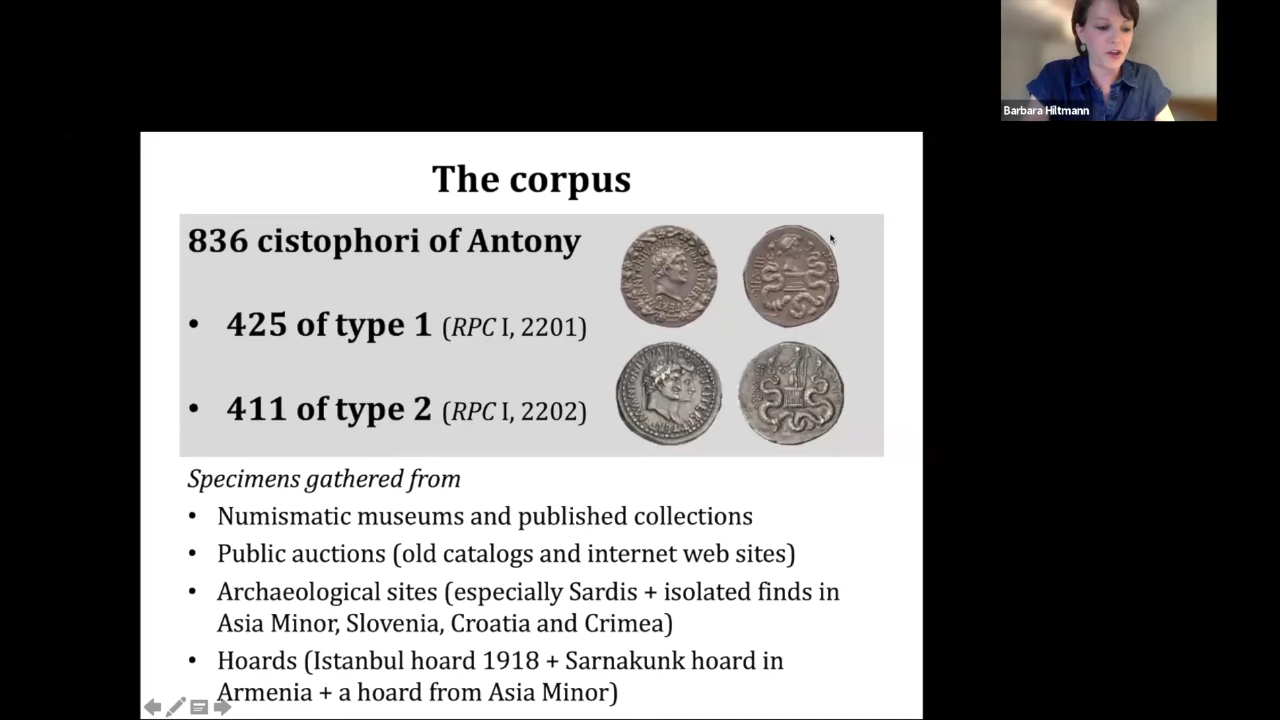 Barbara Hiltmann
The corpus
836 cistophori of Antony
• 425 of type 1 (RPC I, 2201)
• 411 of type 2 (RPC I, 2202)
Specimens gathered from
• Numismatic museums and published collections
• Public auctions (old catalogs and internet web sites)
• Archaeological sites (especially Sardis + isolated finds in
Asia Minor, Slovenia, Croatia and Crimea)
• Hoards (Istanbul hoard 1918 + Sarnakunk hoard in
Armenia + a hoard from Asia Minor)